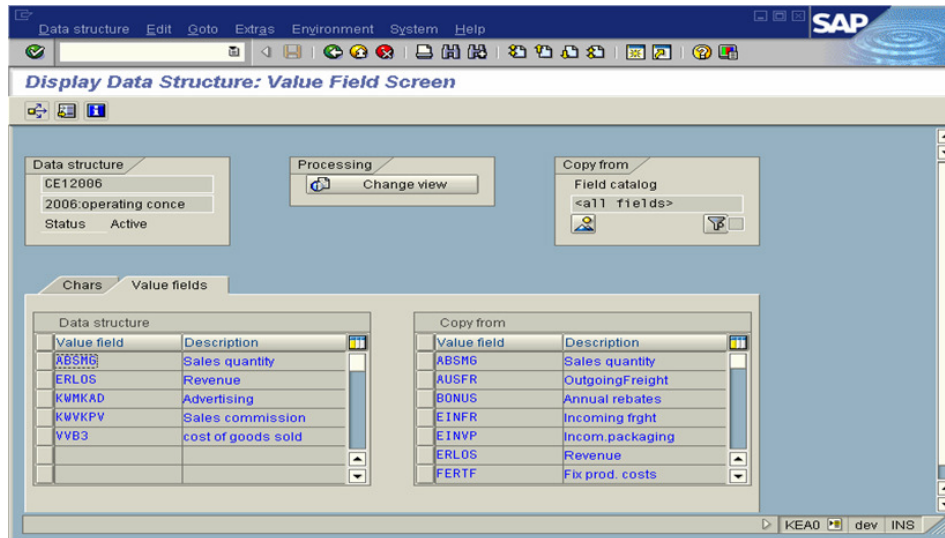 Data structure Edit Goto Extras Environment System Help
SAP
Display Data Structure: Value Field Screen
Data structure
CE12006
2006:operating conce
Status Active
Processing
Change view
Copy from
Field catalog
<all fields>
Chars Value fields
Data structure
Value field Description
ABSMG Sales quantity
ERLOS Revenue
KWMKAD Advertising
KWVKPV Sales commission
VVB3 cost of goods sold
Copy from
Value field Description
ABSMG Sales quantity
AUSFR OutgoingFreight
BONUS Annual rebates
EINFR Incoming frght
EINVP Incom.packaging
ERLOS Revenue
FERTF Fix prod. costs
KEA0 dev INS